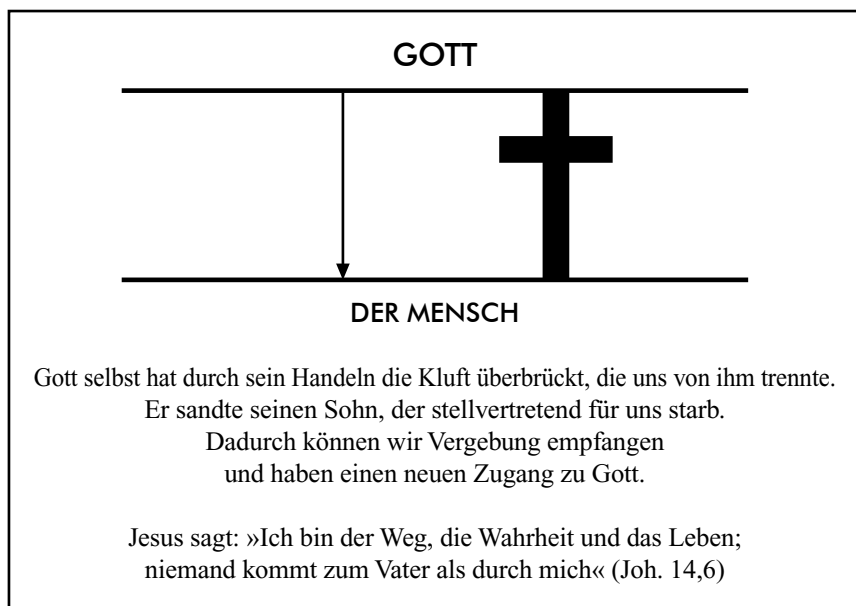 GOTT
DER MENSCH
Gott selbst hat durch sein Handeln die Kluft überbrückt, die uns von ihm trennte.
Er sandte seinen Sohn, der stellvertretend für uns starb.
Dadurch können wir Vergebung empfangen
und haben einen neuen Zugang zu Gott.
Jesus sagt: »Ich bin der Weg, die Wahrheit und das Leben;
niemand kommt zum Vater als durch mich« (Joh. 14,6)